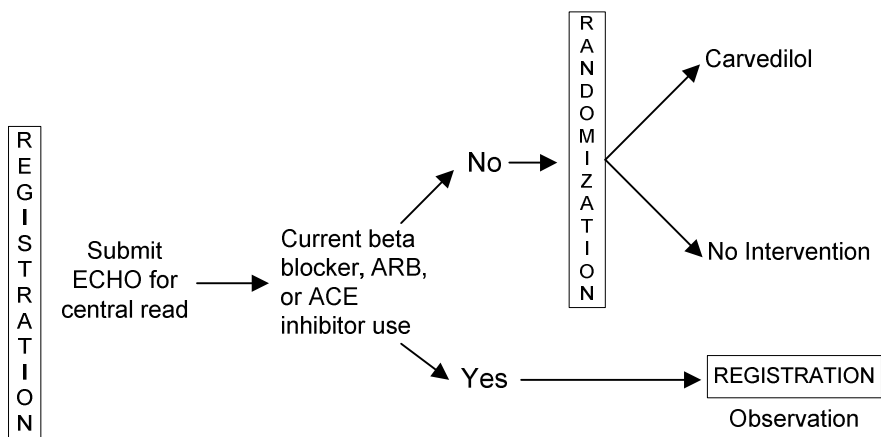 REGISTRATION
Submit
ECHO for
central read
Current beta
blocker, ARB,
or ACE
inhibitor use
No
RANDOMIZATION
Carvedilol
No Intervention
Yes
REGISTRATION
Observation